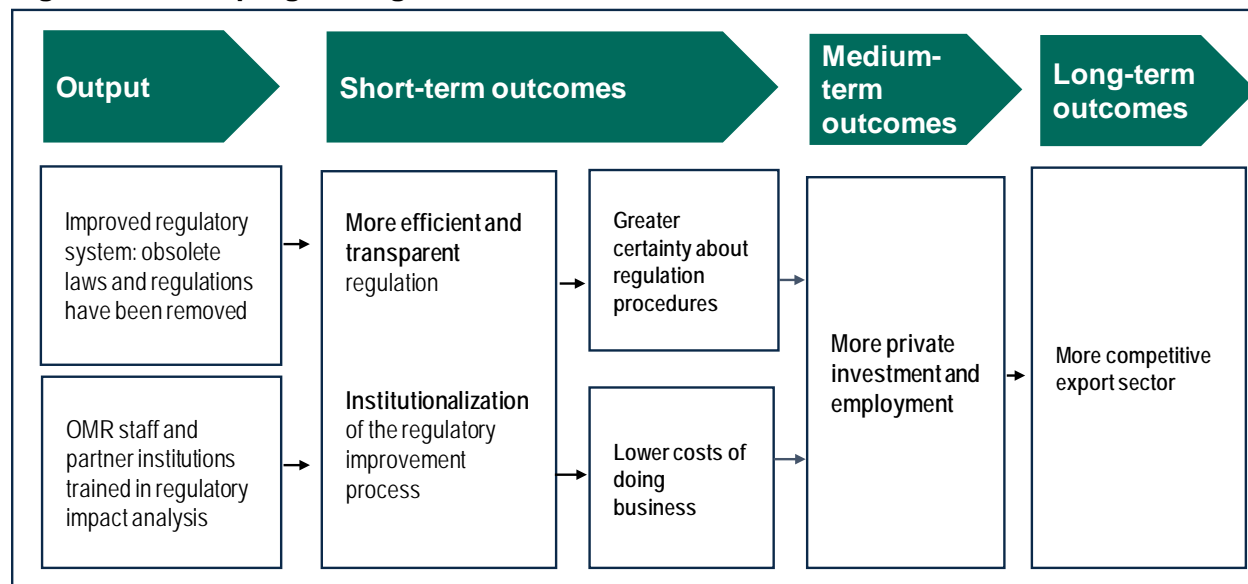 Output
Short-term outcomes
Medium-
term
outcomes
Long-term
outcomes
Improved regulatory
system: obsolete
laws and regulations
have been removed
OMR staff and
partner institutions
trained in regulatory
impact analysis
More efficient and
transparent
regulation
Institutionalization
of the regulatory
improvement
process
Greater
certainty about
regulation
procedures
Lower costs of
doing
business
More private
investment and
employment
More competitive
export sector